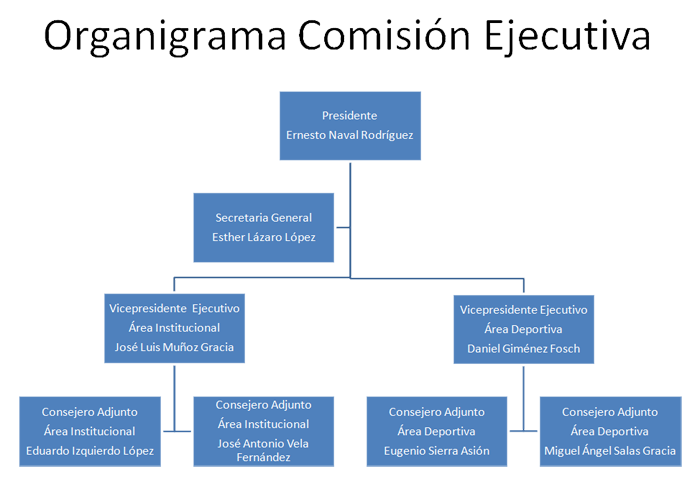 Organigrama Comisión Ejecutiva
Presidente
Ernesto Naval Rodríguez
Secretaria General
Esther Lázaro López
Vicepresidente Ejecutivo
Área Institucional
José Luis Muñoz Gracia
Vicepresidente Ejecutivo
Área Deportiva
Daniel Giménez Fosch
Consejero Adjunto
Área Institucional
Eduardo Izquierdo López
Consejero Adjunto
Área Institucional
José Antonio Vela
Fernández
Consejero Adjunto
Área Deportiva
Eugenio Sierra Asión
Consejero Adjunto
Área Deportiva
Miguel Ángel Salas Gracia